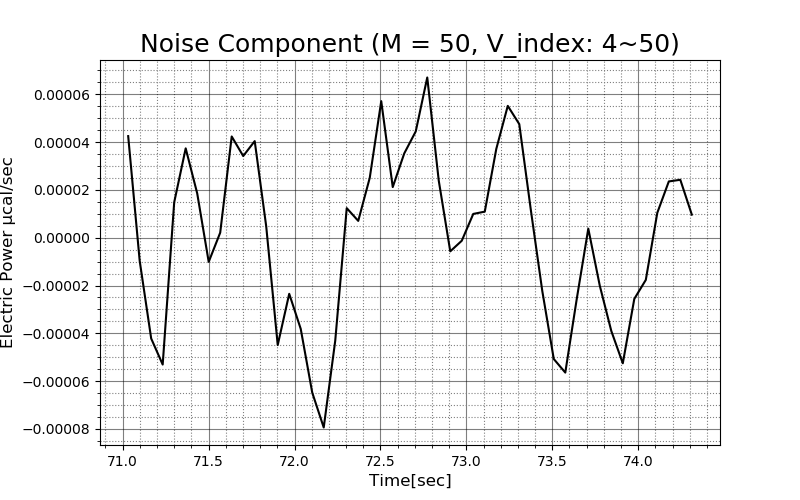 Noise Component (M = 50, V_index: 4~50)
Electric Power μcal/sec
0.00006
0.00004
0.00002
0.00000
−0.00002
−0.00004
−0.00006
−0.00008
71.0 71.5 72.0 72.5 73.0 73.5 74.0
Time[sec]